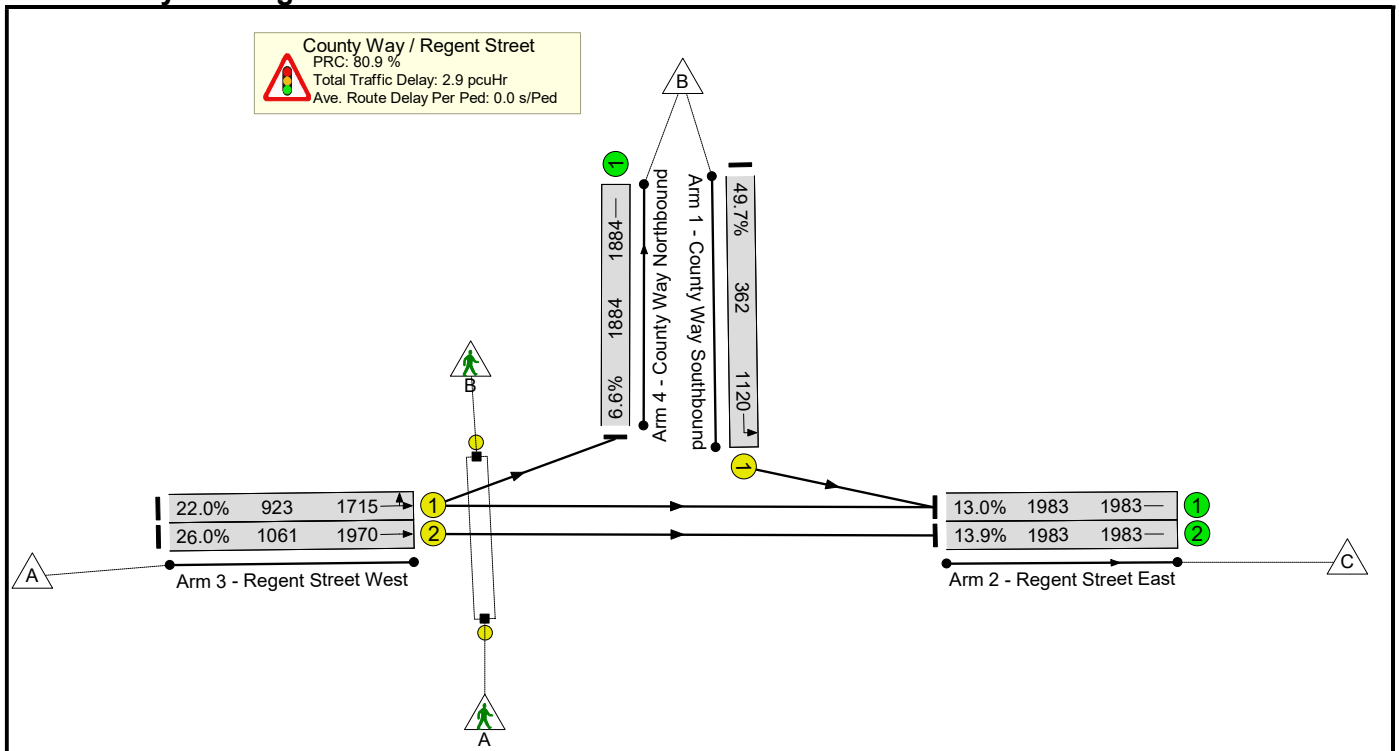 County Way / Regent Street
PRC: 80.9 %
Total Traffic Delay: 2.9 pcuHr
Ave. Route Delay Per Ped: 0.0 s/Ped
B
1
1884
1884
6.6%
Arm 4 - County Way Northbound
Arm 1 - County Way Southbound
49.7%
362
1120
1
B
22.0% 923 1715
1
26.0% 1061 1970
2
Arm 3 - Regent Street West
A
13.0% 1983 1983
1
13.9% 1983 1983
2
Arm 2 - Regent Street East
C
A